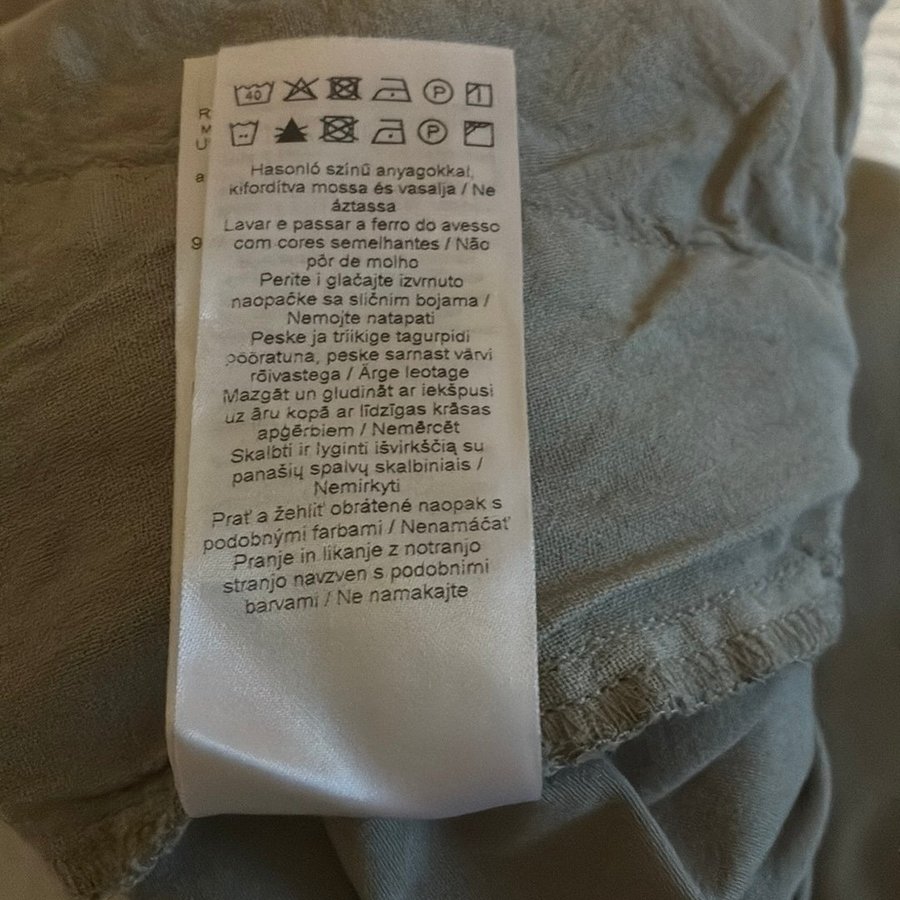 40 P
P
R
M
U
a
g
Hasonló színű anyagokkal,
kifordítva mossa és vasalja / Ne
áztassa
Lavar e passar a ferro do avesso
com cores semelhantes / Não
pôr de molho
Perite i glačajte izvrnuto
naopačke sa sličnim bojama /
Nemojte natapati
Peske ja triikige tagurpidi
pööratuna, peske sarnast värvi
rõivastega / Ärge leotage
Mazgāt un gludināt ar iekšpusi
uz āru kopā ar līdzīgas krāsas
apģērbiem / Nemērcēt
Skalbti ir lyginti išvirkščią su
panašių spalvų skalbiniais /
Nemirkyti
Prať a žehliť obrátené naopak s
podobnými farbami / Nenamáčať
Pranje in likanje z notranjo
stranjo navzven s podobnimi
barvami / Ne namakajte